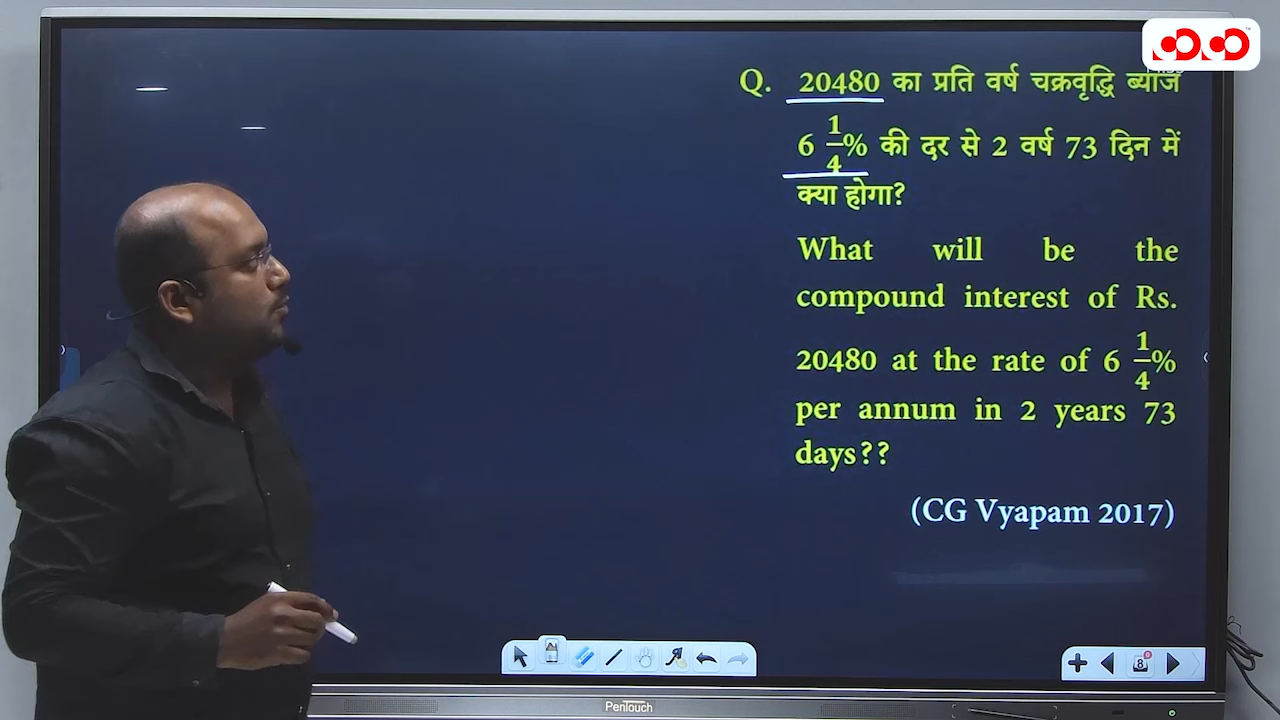 Q. 20480 का प्रति वर्ष चक्रवृद्धि ब्याज
6 1/4% की दर से 2 वर्ष 73 दिन में
क्या होगा?
What will be the
compound interest of Rs.
20480 at the rate of 6 1/4%
per annum in 2 years 73
days??
(CG Vyapam 2017)
8
PenTouch